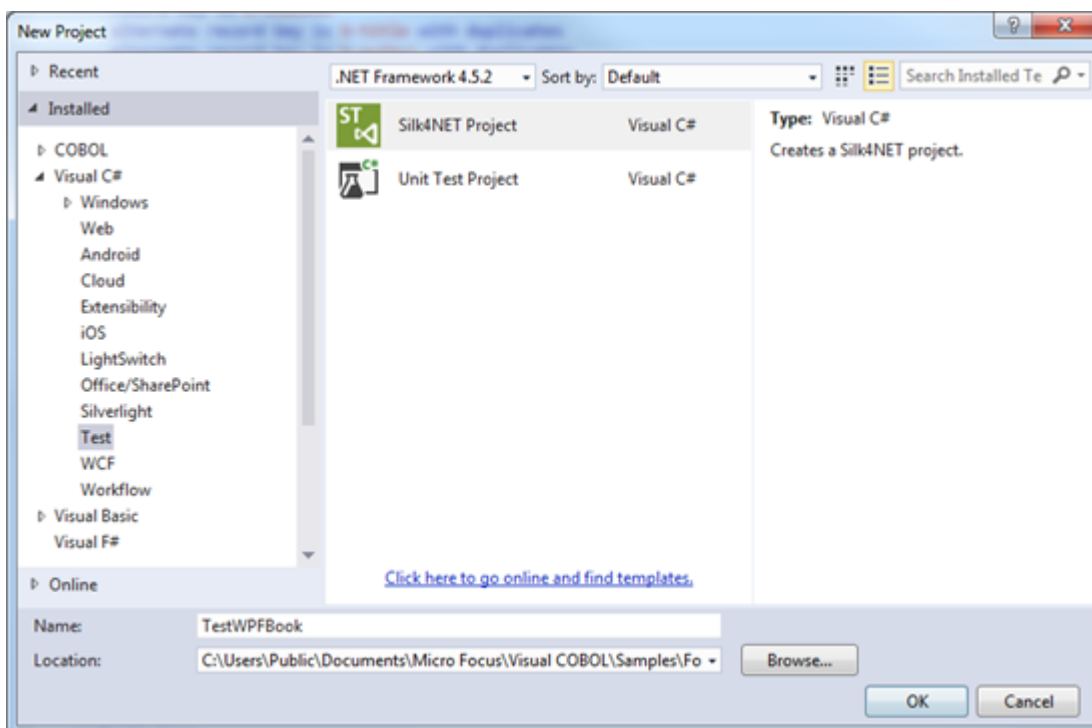 New Project
Recent
.NET Framework 4.5.2 Sort by: Default Search Installed Te
Installed
COBOL
Visual C#
Windows
Web
Android
Cloud
Extensibility
iOS
LightSwitch
Office/SharePoint
Silverlight
Test
WCF
Workflow
Visual Basic
Visual F#
Online
ST Silk4NET Project Visual C#
C# Unit Test Project Visual C#
Click here to go online and find templates.
Type: Visual C#
Creates a Silk4NET project.
Name: TestWPFBook
Location: C:\Users\Public\Documents\Micro Focus\Visual COBOL\Samples\Fo Browse...
OK Cancel